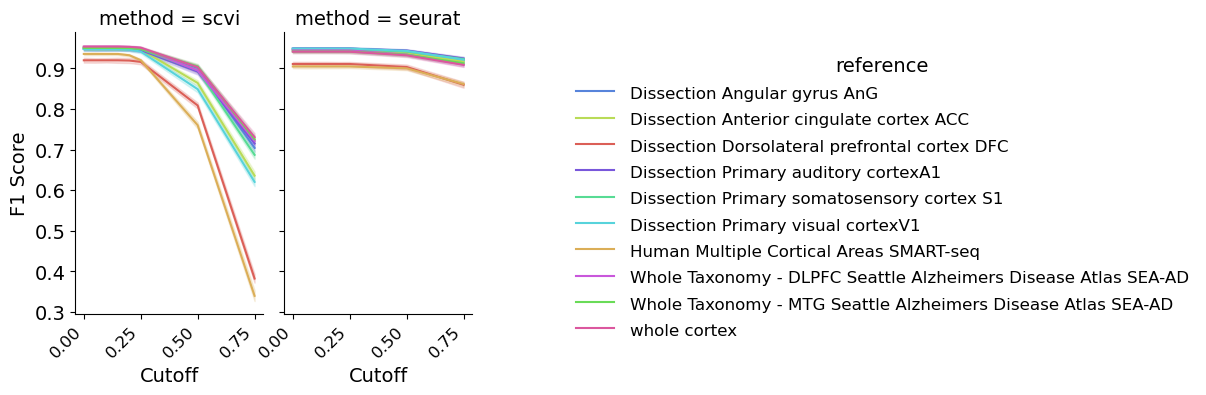 method = scvi
method = seurat
F1 Score
0.9
0.8
0.7
0.6
0.5
0.4
0.3
0.00
0.25
0.50
0.75
0.00
0.25
0.50
0.75
Cutoff
Cutoff
reference
Dissection Angular gyrus AnG
Dissection Anterior cingulate cortex ACC
Dissection Dorsolateral prefrontal cortex DFC
Dissection Primary auditory cortexA1
Dissection Primary somatosensory cortex S1
Dissection Primary visual cortexV1
Human Multiple Cortical Areas SMART-seq
Whole Taxonomy - DLPFC Seattle Alzheimers Disease Atlas SEA-AD
Whole Taxonomy - MTG Seattle Alzheimers Disease Atlas SEA-AD
whole cortex